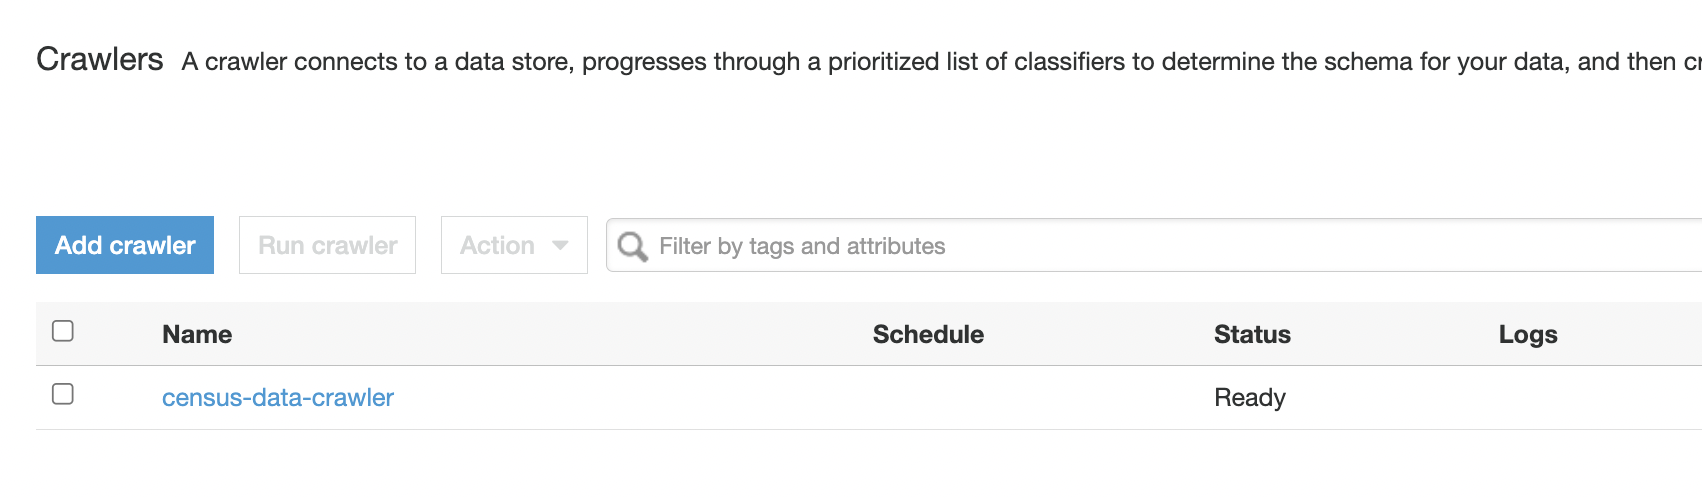 Crawlers A crawler connects to a data store, progresses through a prioritized list of classifiers to determine the schema for your data, and then
Add crawler Run crawler Action Filter by tags and attributes
Name Schedule Status Logs
census-data-crawler Ready